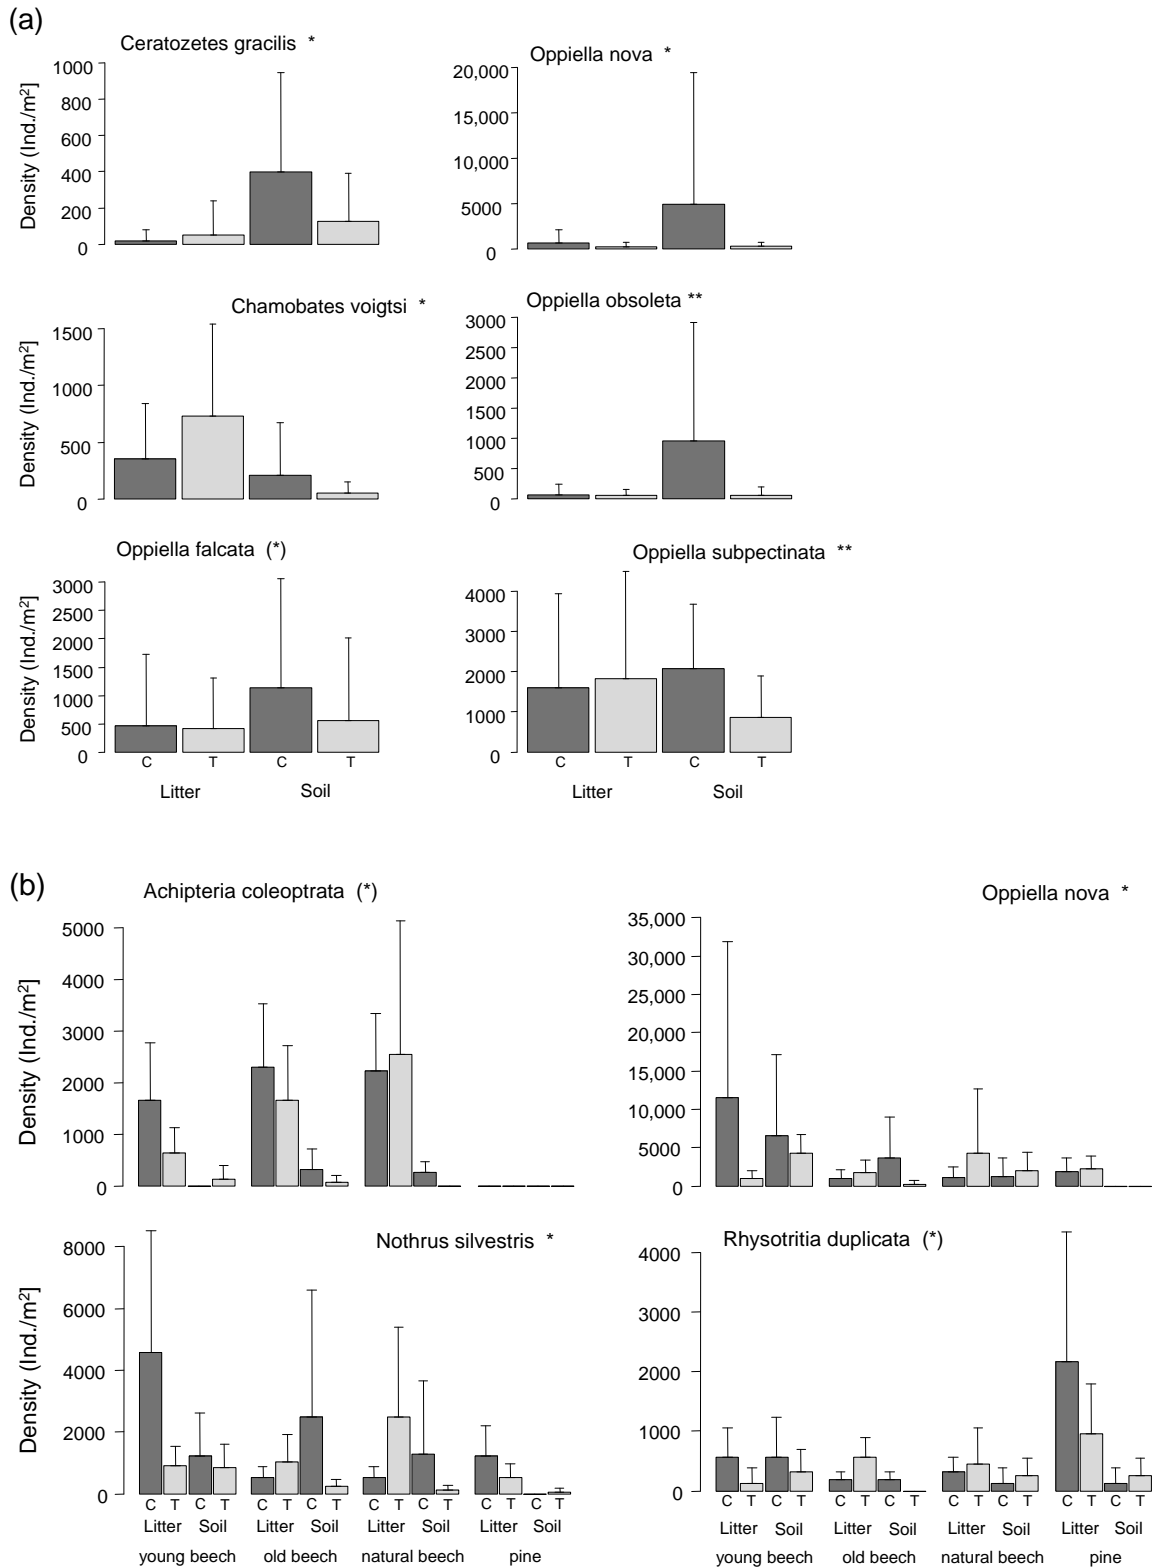 (a)
Ceratozetes gracilis *
Oppiella nova *
Density (Ind./m²]
1000
800
600
400
200
0
20,000
15,000
10,000
5000
0
Chamobates voigtsi *
Oppiella obsoleta **
Density (Ind./m²]
1500
1000
500
0
3000
2500
2000
1500
1000
500
0
Oppiella falcata (*)
Oppiella subpectinata **
Density (Ind./m²]
3000
2500
2000
1500
1000
500
0
4000
3000
2000
1000
0
C T C T
C T C T
Litter Soil
Litter Soil
(b)
Achipteria coleoptrata (*)
Oppiella nova *
Density (Ind./m²]
5000
4000
3000
2000
1000
0
35,000
30,000
25,000
20,000
15,000
10,000
5000
0
Nothrus silvestris *
Rhysotritia duplicata (*)
Density (Ind./m²]
8000
6000
4000
2000
0
4000
3000
2000
1000
0
C T C T C T C T C T C T C T C T
C T C T C T C T C T C T C T C T
Litter Soil Litter Soil Litter Soil Litter Soil
Litter Soil Litter Soil Litter Soil Litter Soil
young beech old beech natural beech pine
young beech old beech natural beech pine